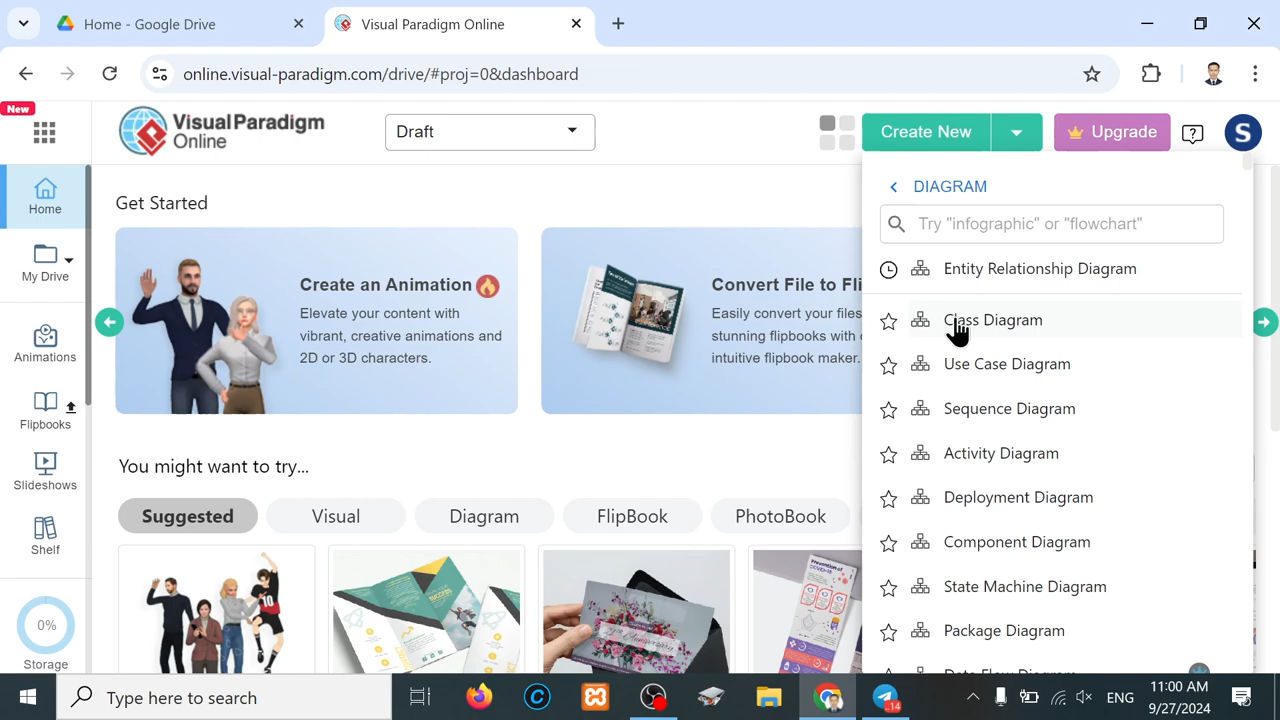 Home - Google Drive
Visual Paradigm Online
online.visual-paradigm.com/drive/#proj=0&dashboard
New
Visual Paradigm
Online
Draft
Create New
Upgrade
S
Home
My Drive
Animations
Flipbooks
Slideshows
Shelf
0%
Storage
Get Started
Create an Animation
Elevate your content with
vibrant, creative animations and
2D or 3D characters.
Convert File to Fli
Easily convert your files
stunning flipbooks with
intuitive flipbook maker.
You might want to try...
Suggested
Visual
Diagram
FlipBook
PhotoBook
DIAGRAM
Try "infographic" or "flowchart"
Entity Relationship Diagram
Class Diagram
Use Case Diagram
Sequence Diagram
Activity Diagram
Deployment Diagram
Component Diagram
State Machine Diagram
Package Diagram
Data Flow Diagram
Type here to search
14
ENG
11:00 AM
9/27/2024